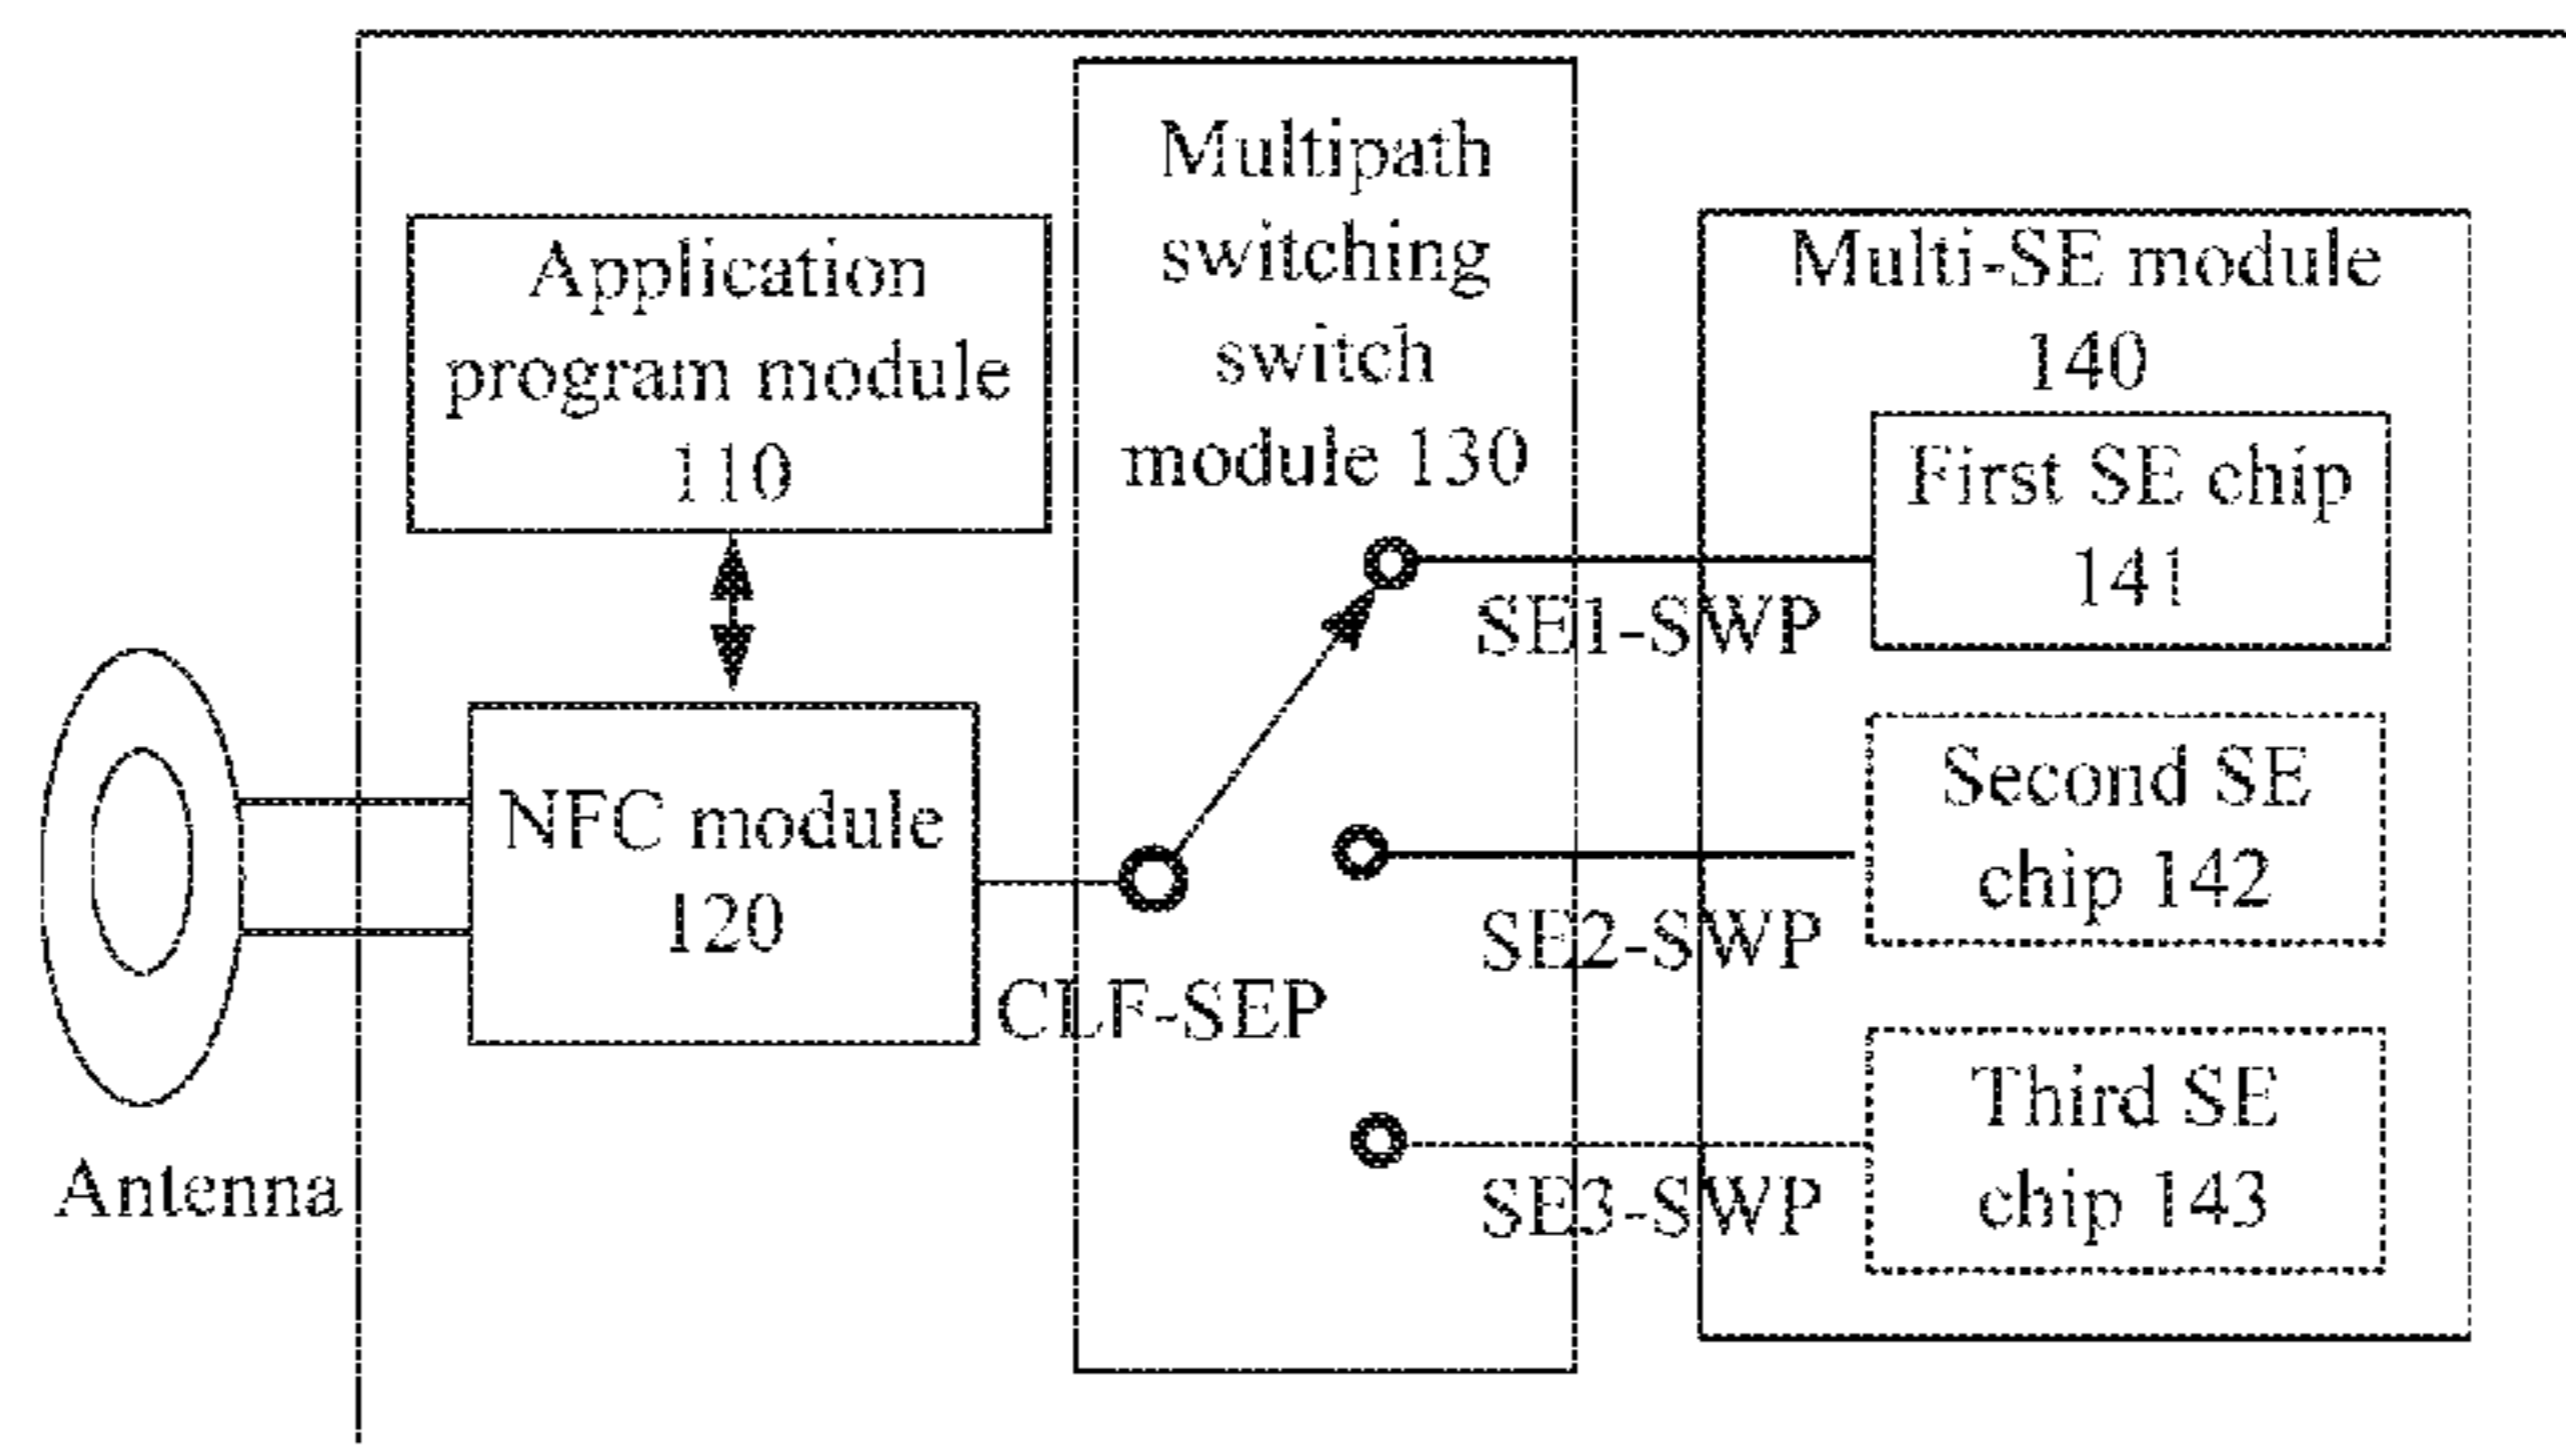 Multipath
switching
switch
module 130
Application
program module
110
Multi-SE module
140
First SE chip
141
SE1-SWP
Second SE
chip 142
NFC module
120
SE2-SWP
CLF-SEP
Third SE
chip 143
SE3-SWP
Antenna